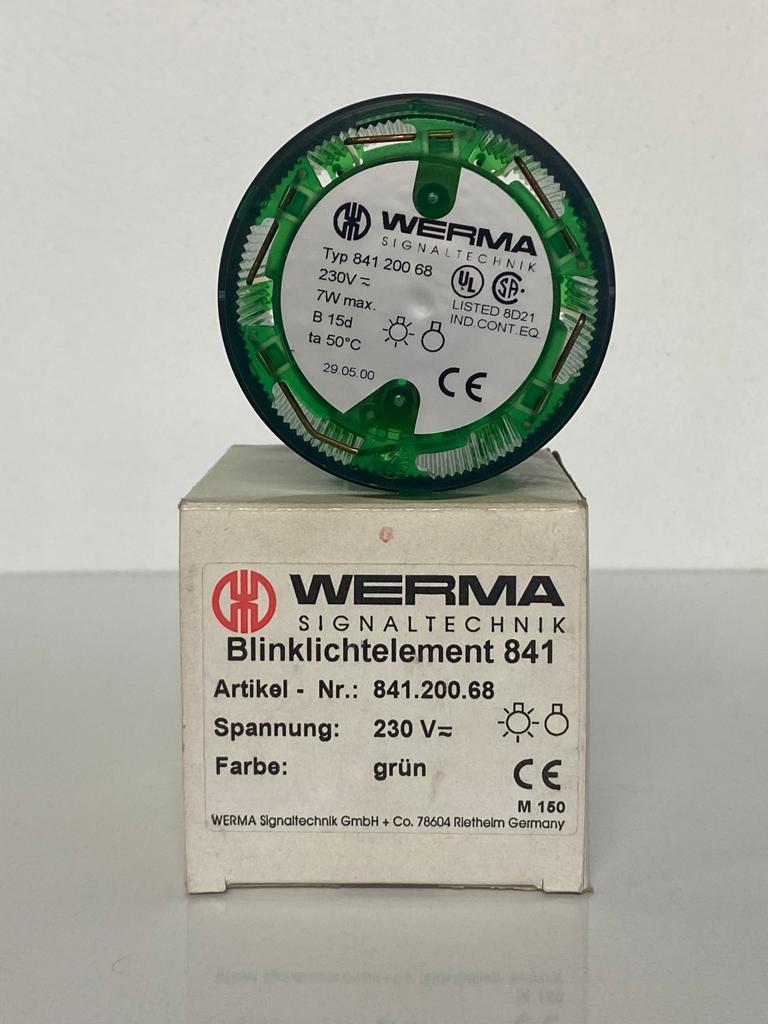 WERMA
SIGNALTECHNIK
Typ 841 200 68
230V ≂
7W max.
B 15d
ta 50°C
UL
SA
LISTED 8D21
IND.CONT.EQ.
29.05.00
CE
WERMA
SIGNALTECHNIK
Blinklichtelement 841
Artikel - Nr.: 841.200.68
Spannung: 230 V≂
Farbe: grün
CE
M 150
WERMA Signaltechnik GmbH + Co. 78604 Rietheim Germany